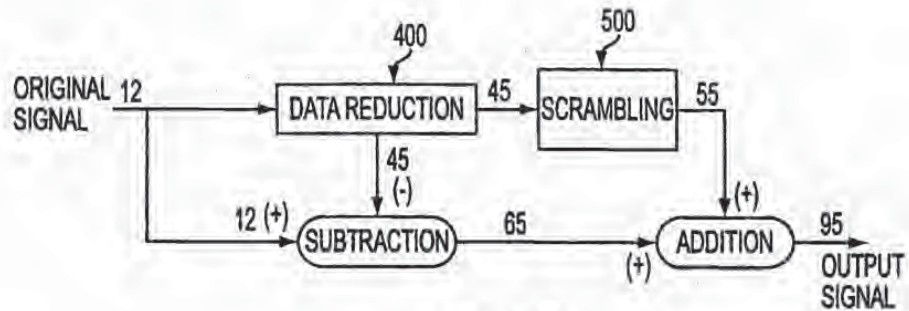 400
500
ORIGINAL SIGNAL
12
DATA REDUCTION
45
SCRAMBLING
55
45
(-)
(+)
12 (+)
SUBTRACTION
65
(+)
ADDITION
95
OUTPUT SIGNAL